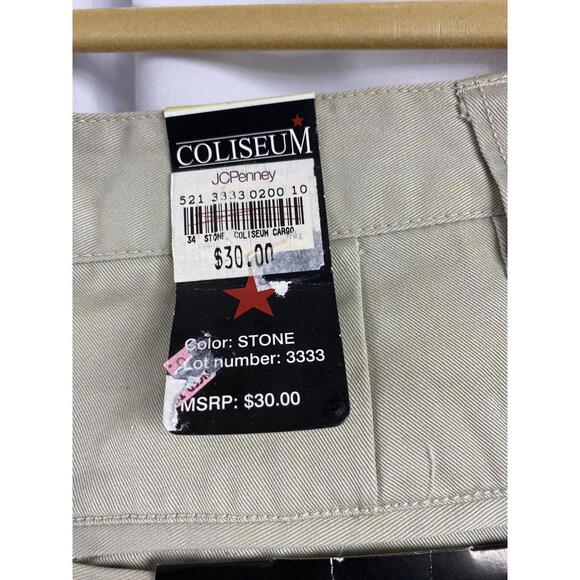 COLISEUM
JCPenney
521 3333 0200 10
34 STONE, COLISEUM CARGO
$30.00
Color: STONE
Lot number: 3333
MSRP: $30.00